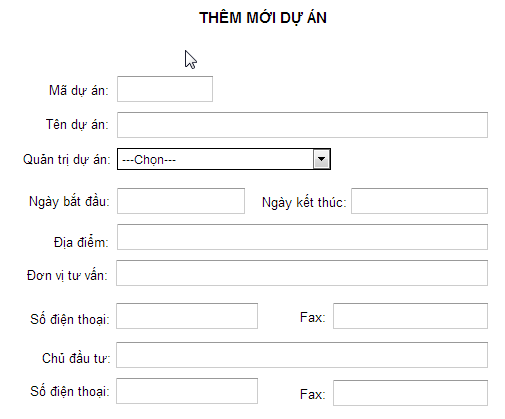 THÊM MỚI DỰ ÁN
Mã dự án:
Tên dự án:
Quản trị dự án: ---Chọn---
Ngày bắt đầu: Ngày kết thúc:
Địa điểm:
Đơn vị tư vấn:
Số điện thoại: Fax:
Chủ đầu tư:
Số điện thoại: Fax: